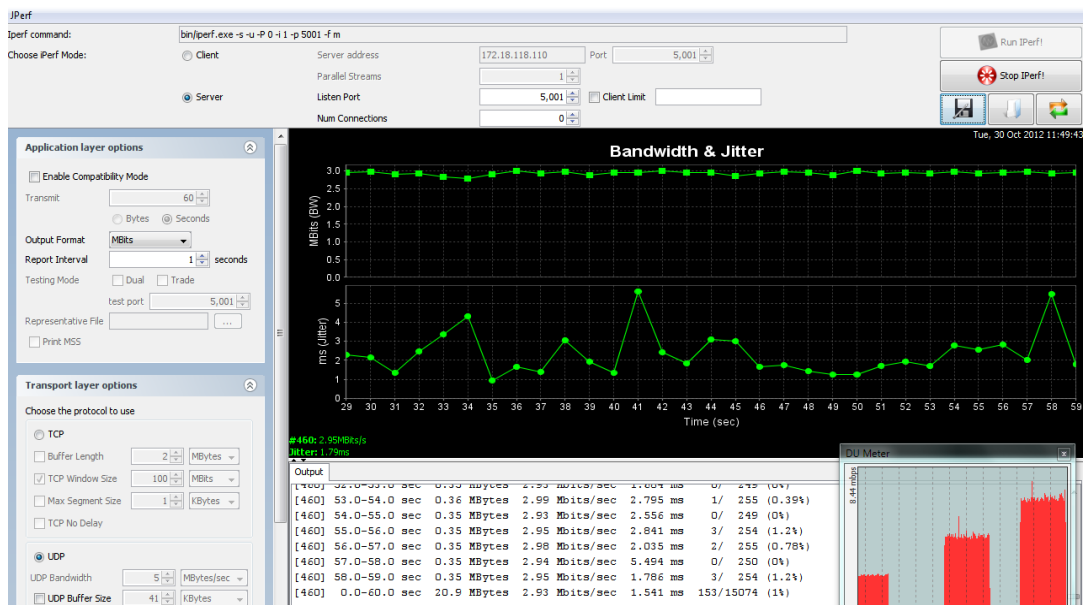 JPerf
Iperf command: bin/iperf.exe -s -u -P 0 -i 1 -p 5001 -f m
Run IPerf!
Choose iPerf Mode: Client Server address 172.18.118.110 Port 5,001
Parallel Streams 1
Stop IPerf!
Server Listen Port 5,001 Client Limit
Num Connections 0
Application layer options
Enable Compatibility Mode
Transmit 60
Bytes Seconds
Output Format MBits
Report Interval 1 seconds
Testing Mode Dual Trade
test port 5,001
Representative File ...
Print MSS
Transport layer options
Choose the protocol to use
TCP
Buffer Length 2 MBytes
TCP Window Size 100 MBits
Max Segment Size 1 KBytes
TCP No Delay
UDP
UDP Bandwidth 5 MBytes/sec
UDP Buffer Size 41 KBytes
Tue, 30 Oct 2012 11:49:43
Bandwidth & Jitter
MBits (BW)
3.0
2.5
2.0
1.5
1.0
0.5
0.0
ms (Jitter)
5
4
3
2
1
0
29 30 31 32 33 34 35 36 37 38 39 40 41 42 43 44 45 46 47 48 49 50 51 52 53 54 55 56 57 58 59
Time (sec)
#460: 2.95MBits/s
Jitter: 1.79ms
Output
[460] 53.0-54.0 sec 0.36 MBytes 2.99 Mbits/sec 2.795 ms 1/ 255 (0.39%)
[460] 54.0-55.0 sec 0.35 MBytes 2.93 Mbits/sec 2.556 ms 0/ 249 (0%)
[460] 55.0-56.0 sec 0.35 MBytes 2.95 Mbits/sec 2.841 ms 3/ 254 (1.2%)
[460] 56.0-57.0 sec 0.35 MBytes 2.98 Mbits/sec 2.035 ms 2/ 255 (0.78%)
[460] 57.0-58.0 sec 0.35 MBytes 2.94 Mbits/sec 5.494 ms 0/ 250 (0%)
[460] 58.0-59.0 sec 0.35 MBytes 2.95 Mbits/sec 1.786 ms 3/ 254 (1.2%)
[460] 0.0-60.0 sec 20.9 MBytes 2.93 Mbits/sec 1.541 ms 153/15074 (1%)
DU Meter
8.44 mbps